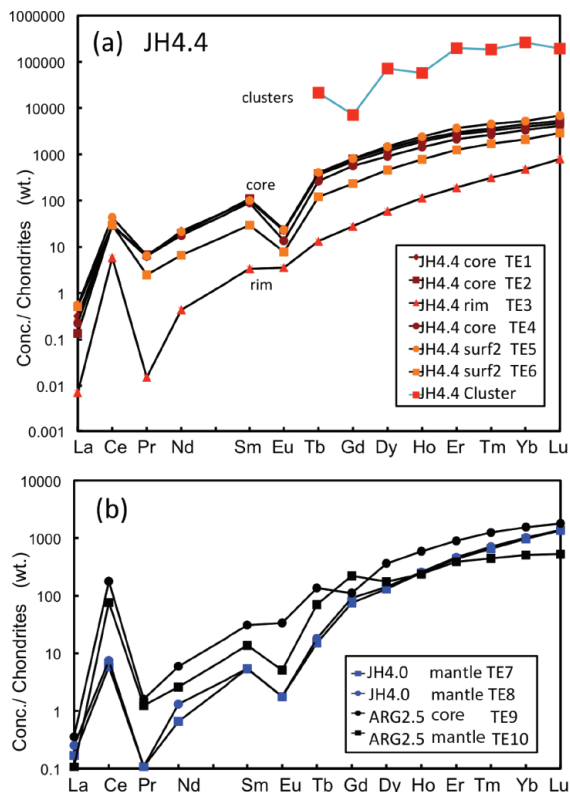 (a) JH4.4
Conc./ Chondrites (wt.)
1000000
100000
10000
1000
100
10
1
0.1
0.01
0.001
clusters
core
rim
JH4.4 core TE1
JH4.4 core TE2
JH4.4 rim TE3
JH4.4 core TE4
JH4.4 surf2 TE5
JH4.4 surf2 TE6
JH4.4 Cluster
La Ce Pr Nd Sm Eu Tb Gd Dy Ho Er Tm Yb Lu
(b)
Conc./ Chondrites (wt.)
10000
1000
100
10
1
0.1
JH4.0 mantle TE7
JH4.0 mantle TE8
ARG2.5 core TE9
ARG2.5 mantle TE10
La Ce Pr Nd Sm Eu Tb Gd Dy Ho Er Tm Yb Lu